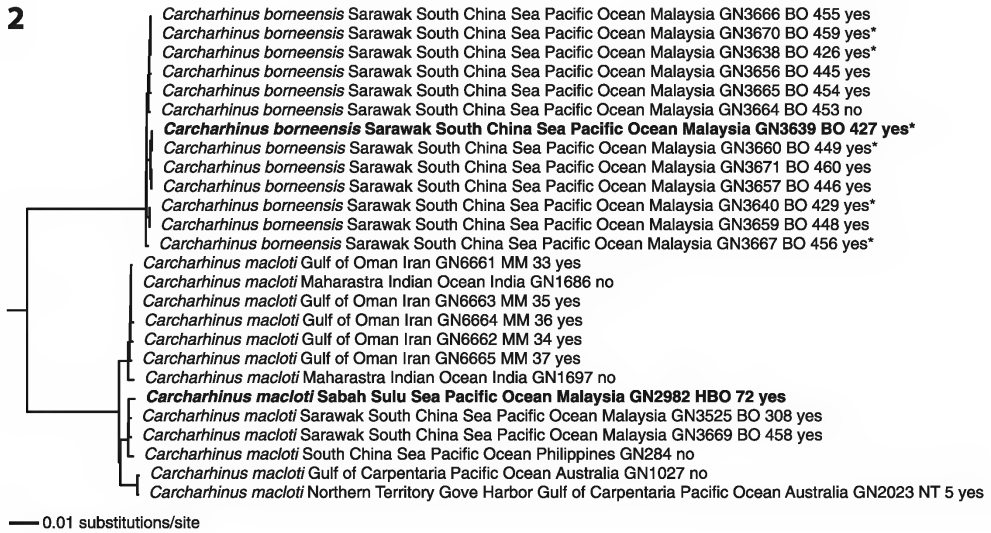 2
Carcharhinus borneensis Sarawak South China Sea Pacific Ocean Malaysia GN3666 BO 455 yes
Carcharhinus borneensis Sarawak South China Sea Pacific Ocean Malaysia GN3670 BO 459 yes*
Carcharhinus borneensis Sarawak South China Sea Pacific Ocean Malaysia GN3638 BO 426 yes*
Carcharhinus borneensis Sarawak South China Sea Pacific Ocean Malaysia GN3656 BO 445 yes
Carcharhinus borneensis Sarawak South China Sea Pacific Ocean Malaysia GN3665 BO 454 yes
Carcharhinus borneensis Sarawak South China Sea Pacific Ocean Malaysia GN3664 BO 453 no
Carcharhinus borneensis Sarawak South China Sea Pacific Ocean Malaysia GN3639 BO 427 yes*
Carcharhinus borneensis Sarawak South China Sea Pacific Ocean Malaysia GN3660 BO 449 yes*
Carcharhinus borneensis Sarawak South China Sea Pacific Ocean Malaysia GN3671 BO 460 yes
Carcharhinus borneensis Sarawak South China Sea Pacific Ocean Malaysia GN3657 BO 446 yes
Carcharhinus borneensis Sarawak South China Sea Pacific Ocean Malaysia GN3640 BO 429 yes*
Carcharhinus borneensis Sarawak South China Sea Pacific Ocean Malaysia GN3659 BO 448 yes
Carcharhinus borneensis Sarawak South China Sea Pacific Ocean Malaysia GN3667 BO 456 yes*
Carcharhinus macloti Gulf of Oman Iran GN6661 MM 33 yes
Carcharhinus macloti Maharastra Indian Ocean India GN1686 no
Carcharhinus macloti Gulf of Oman Iran GN6663 MM 35 yes
Carcharhinus macloti Gulf of Oman Iran GN6664 MM 36 yes
Carcharhinus macloti Gulf of Oman Iran GN6662 MM 34 yes
Carcharhinus macloti Gulf of Oman Iran GN6665 MM 37 yes
Carcharhinus macloti Maharastra Indian Ocean India GN1697 no
Carcharhinus macloti Sabah Sulu Sea Pacific Ocean Malaysia GN2982 HBO 72 yes
Carcharhinus macloti Sarawak South China Sea Pacific Ocean Malaysia GN3525 BO 308 yes
Carcharhinus macloti Sarawak South China Sea Pacific Ocean Malaysia GN3669 BO 458 yes
Carcharhinus macloti South China Sea Pacific Ocean Philippines GN284 no
Carcharhinus macloti Gulf of Carpentaria Pacific Ocean Australia GN1027 no
Carcharhinus macloti Northern Territory Gove Harbor Gulf of Carpentaria Pacific Ocean Australia GN2023 NT 5 yes
0.01 substitutions/site